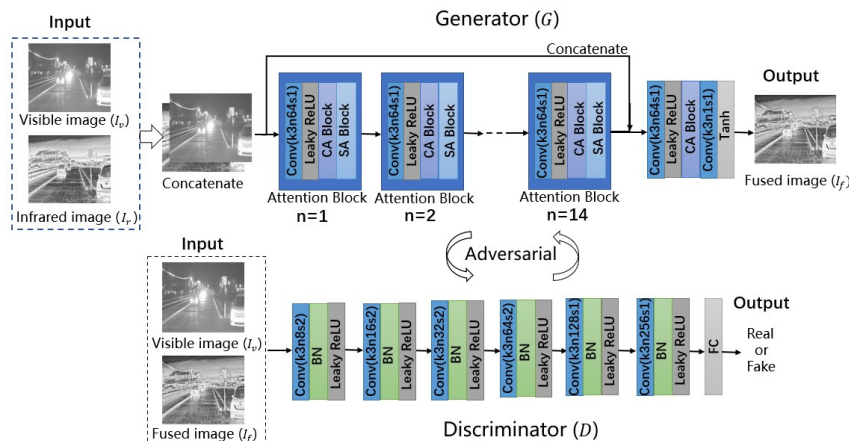 Generator (G)
Input
Visible image (Iv)
Infrared image (Ir)
Concatenate
Concatenate
Conv(k3n64s1)
Leaky ReLU
CA Block
SA Block
Attention Block
n=1
Conv(k3n64s1)
Leaky ReLU
CA Block
SA Block
Attention Block
n=2
Conv(k3n64s1)
Leaky ReLU
CA Block
SA Block
Attention Block
n=14
Conv(k3n64s1)
Leaky ReLU
CA Block
Conv(k3n1s1)
Tanh
Output
Fused image (If)
Adversarial
Input
Visible image (Iv)
Fused image (If)
Conv(k3n8s2)
BN
Leaky ReLU
Conv(k3n16s2)
BN
Leaky ReLU
Conv(k3n32s2)
BN
Leaky ReLU
Conv(k3n64s2)
BN
Leaky ReLU
Conv(k3n128s1)
BN
Leaky ReLU
Conv(k3n256s1)
BN
Leaky ReLU
FC
Output
Real
or
Fake
Discriminator (D)